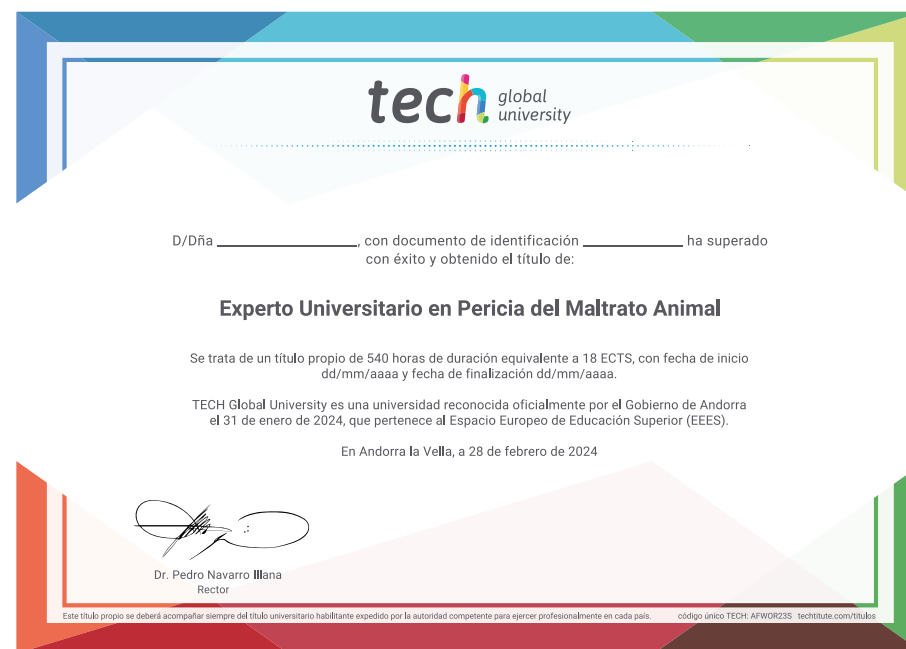 tech global university
D/Dña ____________________, con documento de identificación ______________ ha superado
con éxito y obtenido el título de:
Experto Universitario en Pericia del Maltrato Animal
Se trata de un título propio de 540 horas de duración equivalente a 18 ECTS, con fecha de inicio
dd/mm/aaaa y fecha de finalización dd/mm/aaaa.
TECH Global University es una universidad reconocida oficialmente por el Gobierno de Andorra
el 31 de enero de 2024, que pertenece al Espacio Europeo de Educación Superior (EEES).
En Andorra la Vella, a 28 de febrero de 2024
Dr. Pedro Navarro Illana
Rector
Este título propio se deberá acompañar siempre del título universitario habilitante expedido por la autoridad competente para ejercer profesionalmente en cada país. código único TECH: AFWOR23S techtitute.com/titulos